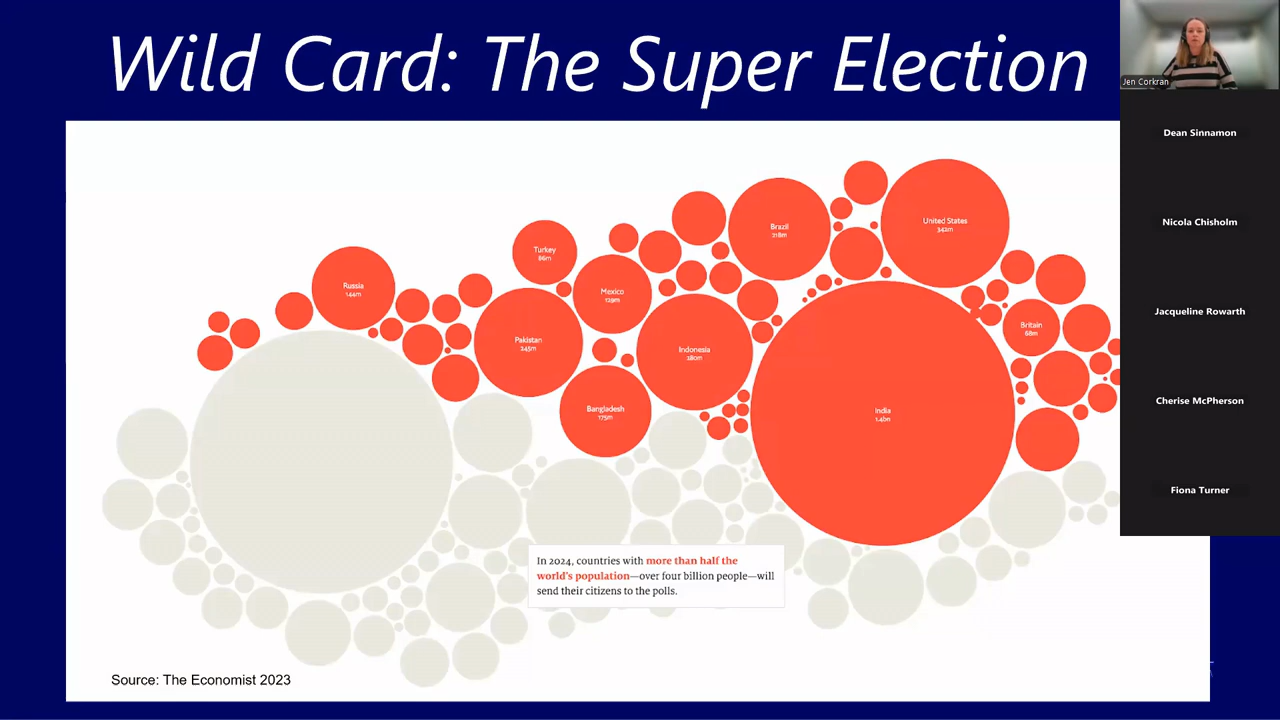 Wild Card: The Super Election
Jen Corkran
Dean Sinnamon
Nicola Chisholm
Jacqueline Rowarth
Cherise McPherson
Fiona Turner
United States
342m
Brazil
218m
Turkey
86m
Russia
144m
Mexico
129m
Britain
68m
Pakistan
245m
Indonesia
280m
Bangladesh
175m
India
1.4bn
In 2024, countries with more than half the
world's population—over four billion people—will
send their citizens to the polls.
Source: The Economist 2023